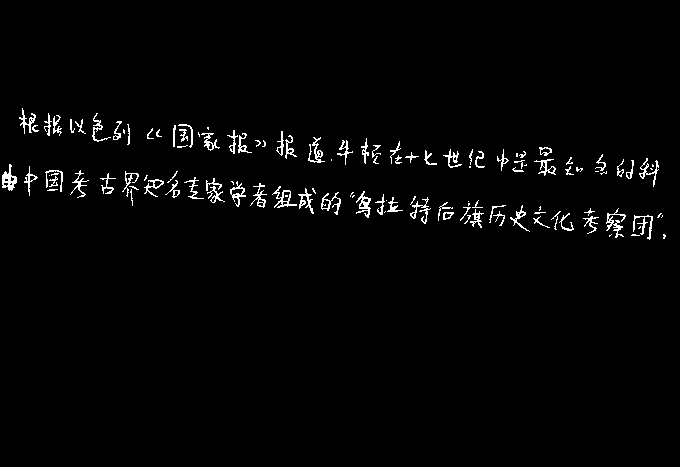 根据以色列《国家报》报道.牛顿在十七世纪中是最知名的科
由中国考古界知名专家学者组成的“乌拉特后旗历史文化考察团”.